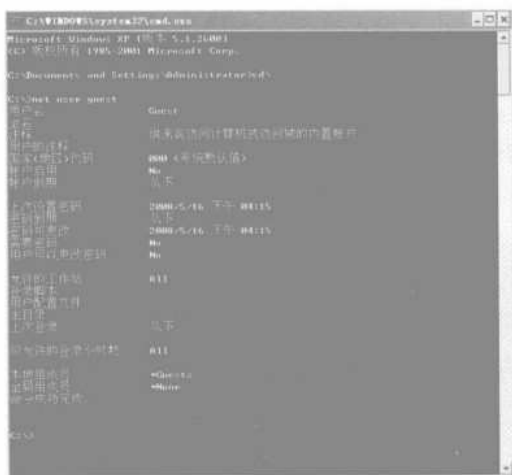 C:\WINDOWS\system32\cmd.exe
Microsoft Windows XP [版本 5.1.2600]
(C) 版权所有 1985-2001 Microsoft Corp.
C:\Documents and Settings\Administrator>cd\
C:\>net user guest
用户名 Guest
全名
注释 供来宾访问计算机或访问域的内置帐户
用户的注释
国家(地区)代码 000 (系统默认值)
帐户启用 No
帐户到期 从不
上次设置密码 2008/5/16 下午 04:15
密码到期 从不
密码可更改 2008/5/16 下午 04:15
需要密码 No
用户可以更改密码 No
允许的工作站 All
登录脚本
用户配置文件
主目录
上次登录 从不
可允许的登录小时数 All
本地组成员 *Guests
全局组成员 *None
命令成功完成。
C:\>